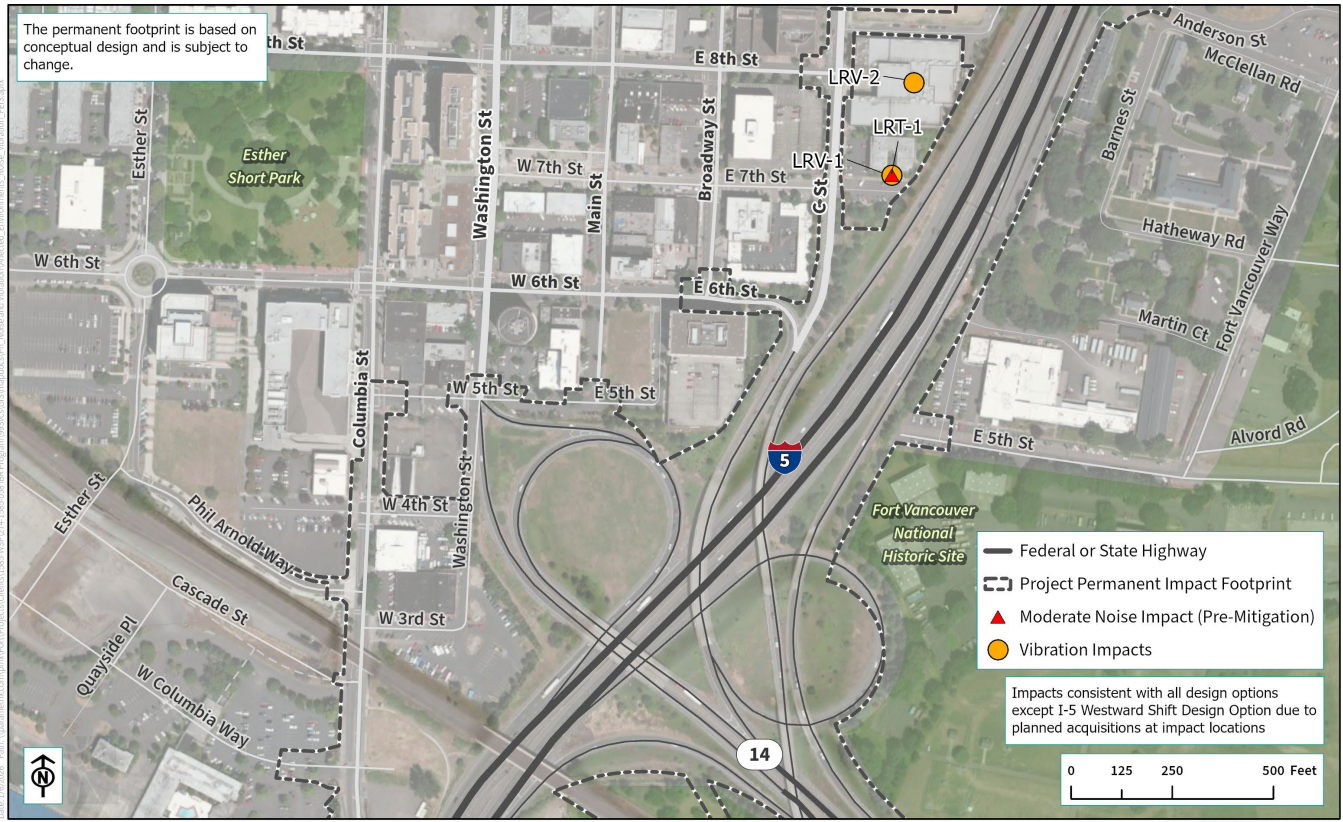 The permanent footprint is based on
conceptual design and is subject to
change.
th St
E 8th St
Anderson St
McClellan Rd
LRV-2
Esther St
Washington St
Broadway St
Barnes St
LRT-1
Esther
Short Park
W 7th St
LRV-1
E 7th St
Main St
C St
Hatheway Rd
Fort Vancouver Way
W 6th St
W 6th St
E 6th St
Martin Ct
Columbia St
W 5th St
E 5th St
E 5th St
Alvord Rd
5
Esther St
Phil Arnold Way
W 4th St
Washington St
Fort Vancouver
National
Historic Site
Federal or State Highway
Project Permanent Impact Footprint
Moderate Noise Impact (Pre-Mitigation)
Vibration Impacts
Cascade St
W 3rd St
Quayside Pl
W Columbia Way
Impacts consistent with all design options
except I-5 Westward Shift Design Option due to
planned acquisitions at impact locations
14
N
0 125 250 500 Feet